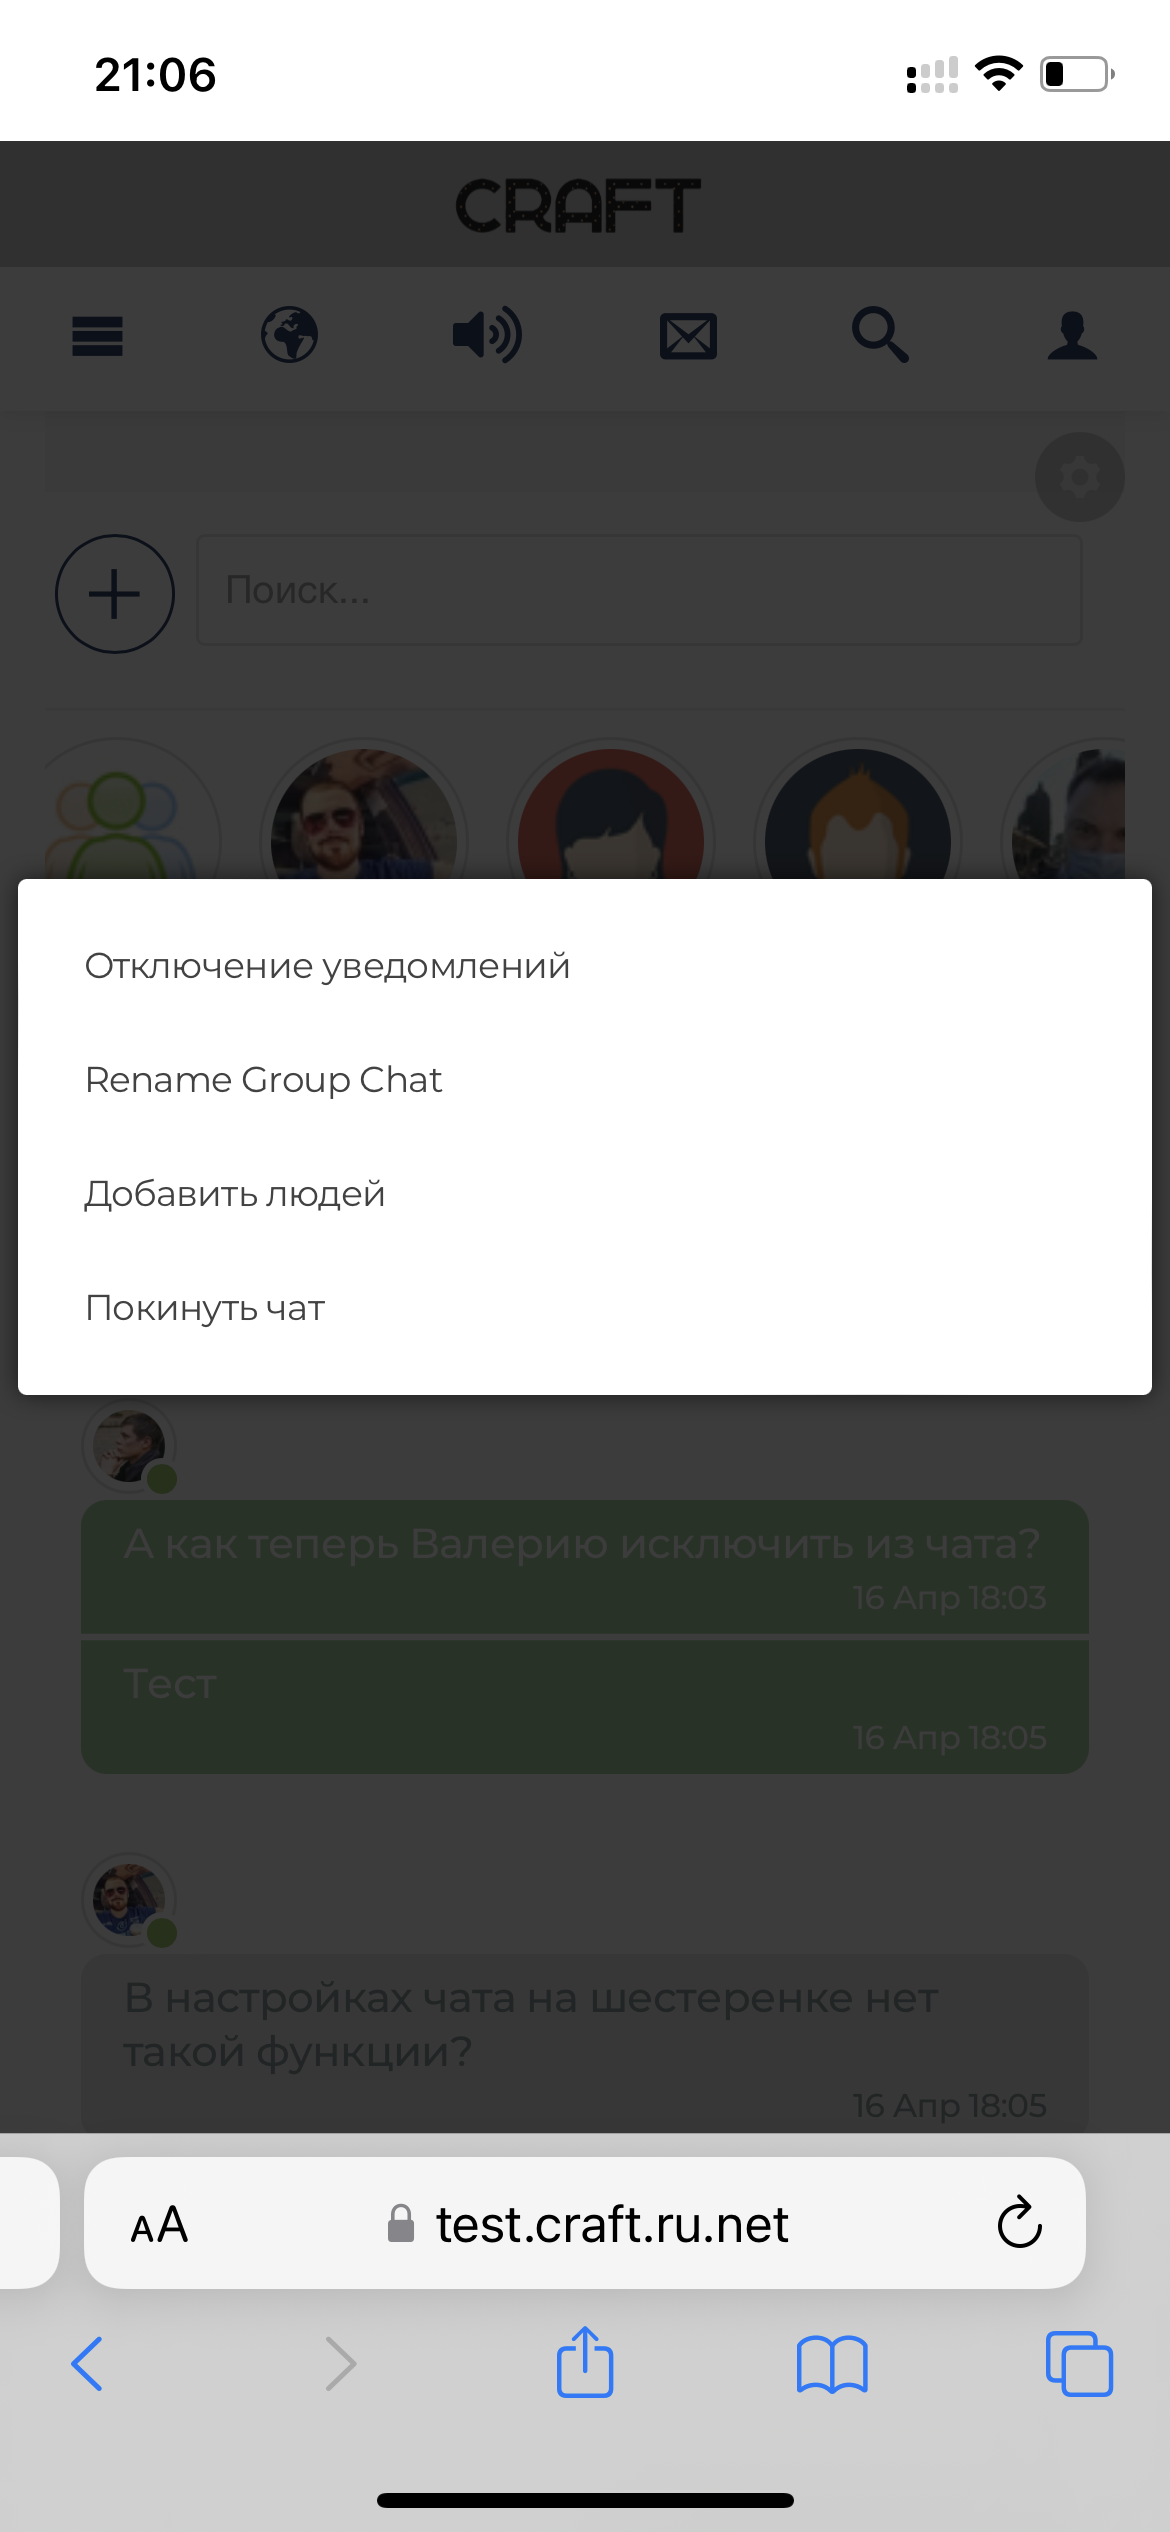 21:06
CRAFT
Поиск...
Отключение уведомлений
Rename Group Chat
Добавить людей
Покинуть чат
А как теперь Валерию исключить из чата?
16 Апр 18:03
Тест
16 Апр 18:05
В настройках чата на шестеренке нет
такой функции?
16 Апр 18:05
AA
test.craft.ru.net